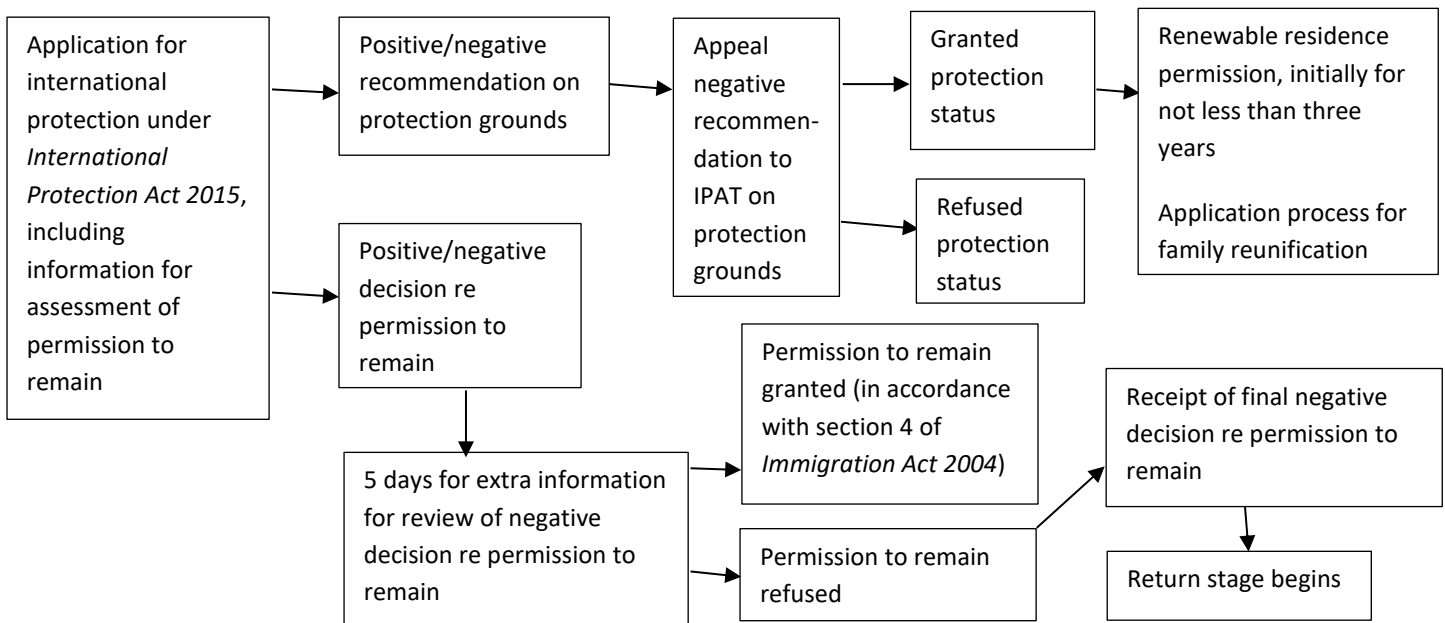 Application for
international
protection under
International
Protection Act 2015,
including
information for
assessment of
permission to
remain
Positive/negative
recommendation on
protection grounds
Appeal
negative
recommen-
dation to
IPAT on
protection
grounds
Granted
protection
status
Renewable residence
permission, initially for
not less than three
years
Application process for
family reunification
Refused
protection
status
Positive/negative
decision re
permission to
remain
5 days for extra information
for review of negative
decision re permission to
remain
Permission to remain
granted (in accordance
with section 4 of
Immigration Act 2004)
Permission to remain
refused
Receipt of final negative
decision re permission to
remain
Return stage begins